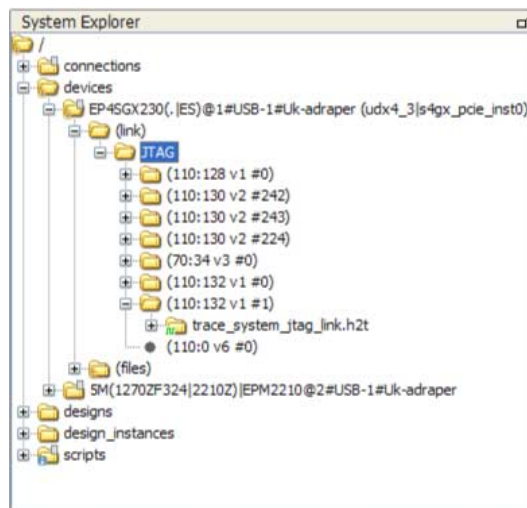 System Explorer
/
connections
devices
EP4SGX230(.|ES)@1#USB-1#Uk-adraper (udx4_3|s4gx_pcie_inst0)
(link)
JTAG
(110:128 v1 #0)
(110:130 v2 #242)
(110:130 v2 #243)
(110:130 v2 #224)
(70:34 v3 #0)
(110:132 v1 #0)
(110:132 v1 #1)
trace_system_jtag_link.h2t
(110:0 v6 #0)
(files)
5M(1270ZF324|2210Z)|EPM2210@2#USB-1#Uk-adraper
designs
design_instances
scripts